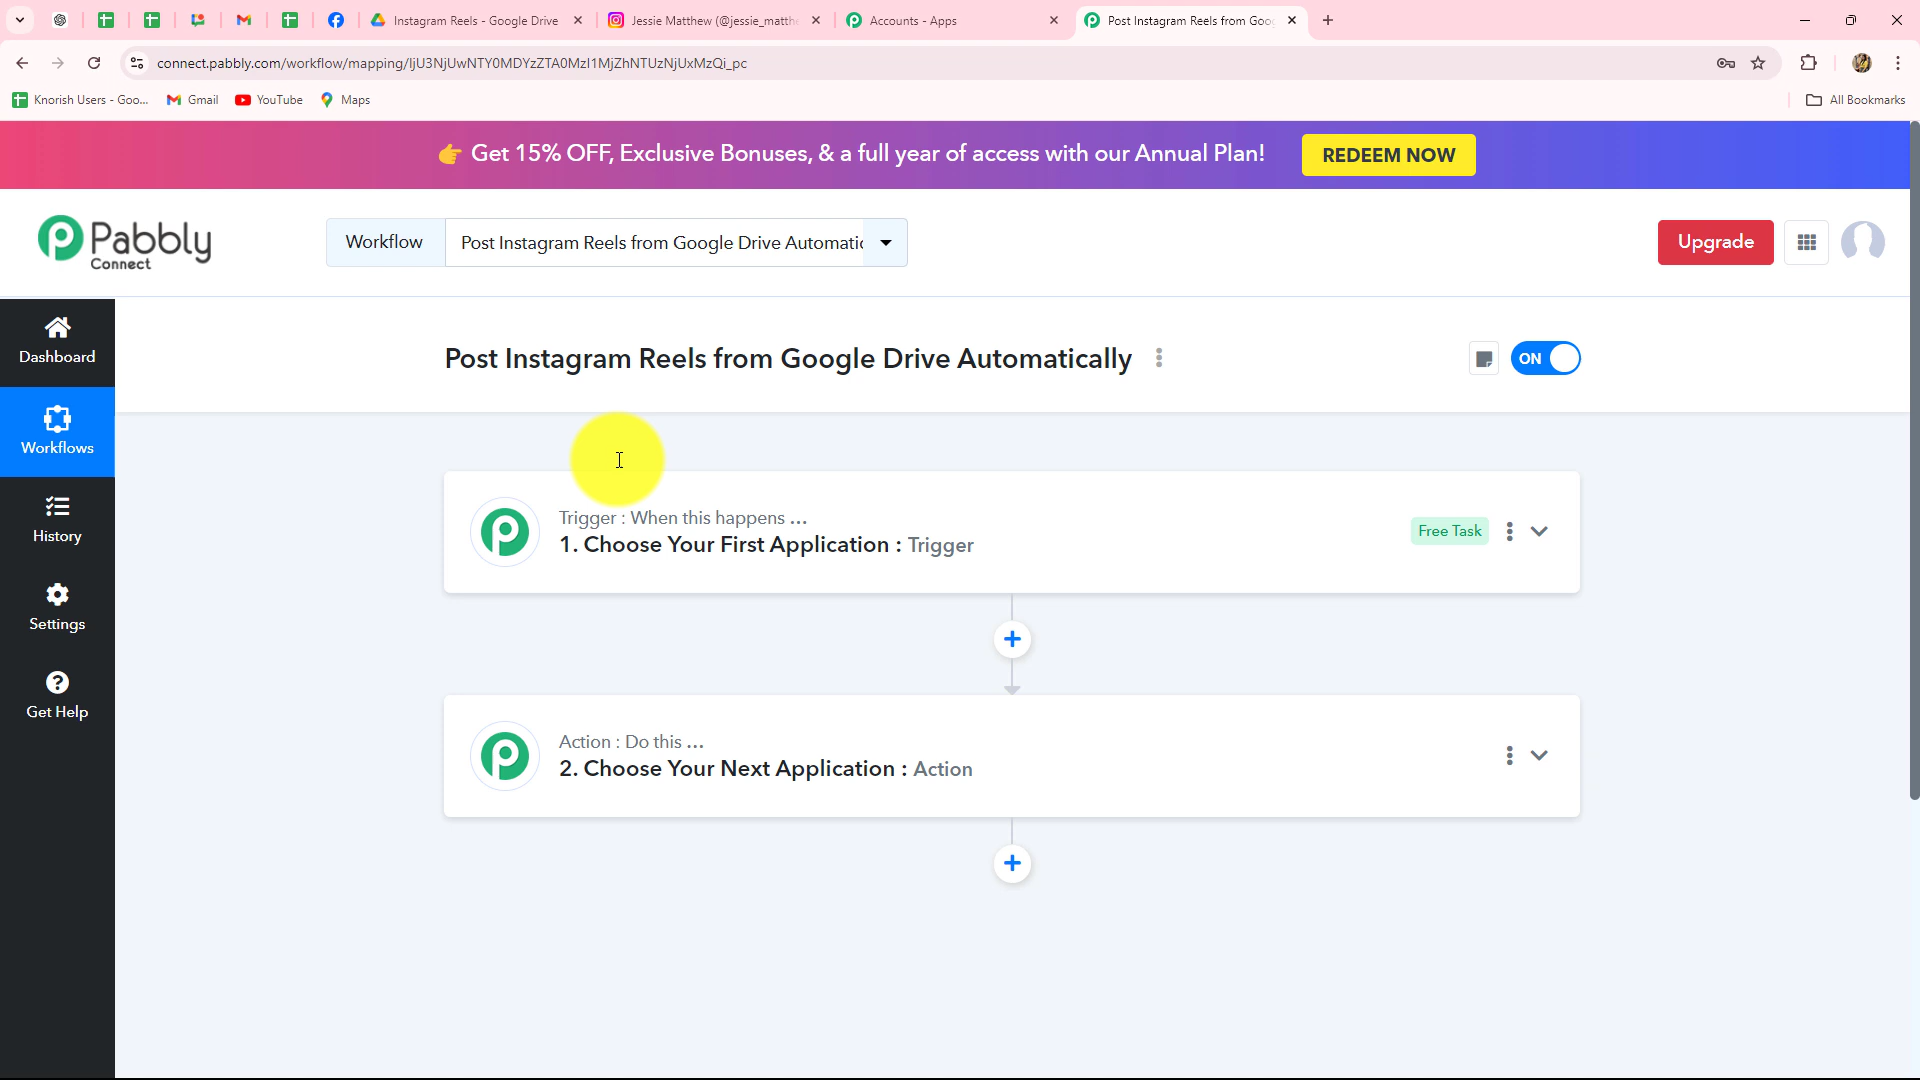 Instagram Reels - Google Drive
Jessie Matthew (@jessie_matth
Accounts - Apps
Post Instagram Reels from Goo
connect.pabbly.com/workflow/mapping/
Knorish Users - Goo...
Gmail
YouTube
Maps
All Bookmarks
👉 Get 15% OFF, Exclusive Bonuses, & a full year of access with our Annual Plan!
REDEEM NOW
Pabbly
Connect
Workflow
Post Instagram Reels from Google Drive Automatic
Upgrade
Dashboard
Workflows
History
Settings
Get Help
Post Instagram Reels from Google Drive Automatically
ON
Trigger : When this happens ...
1. Choose Your First Application : Trigger
Free Task
Action : Do this ...
2. Choose Your Next Application : Action